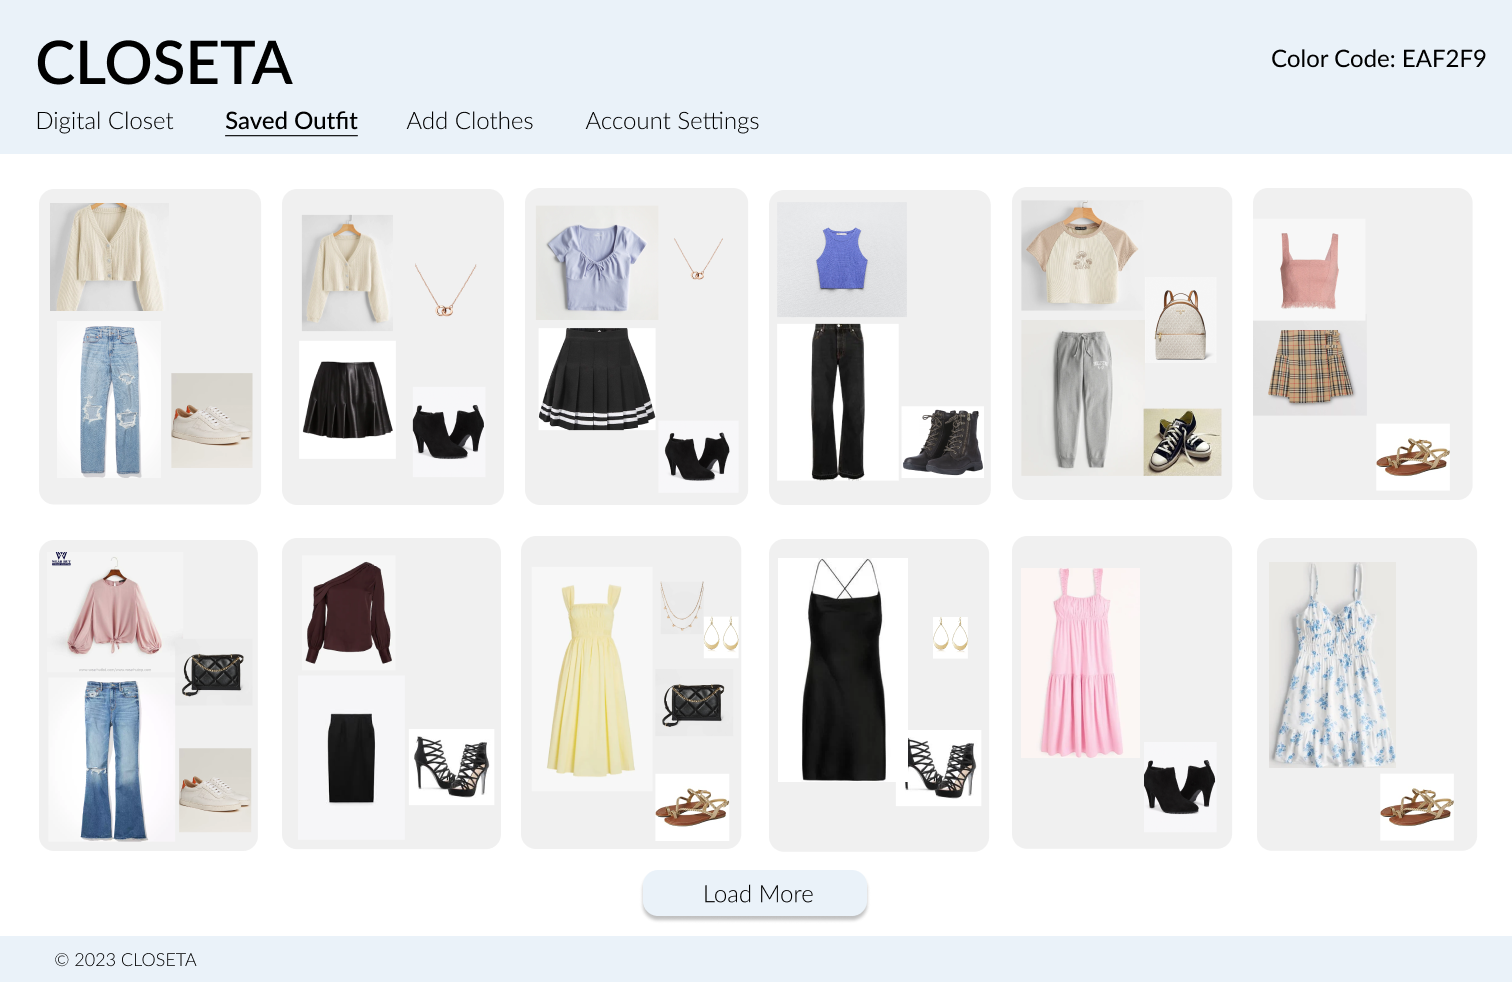 CLOSETA
Color Code: EAF2F9
Digital Closet
Saved Outfit
Add Clothes
Account Settings
Load More
© 2023 CLOSETA